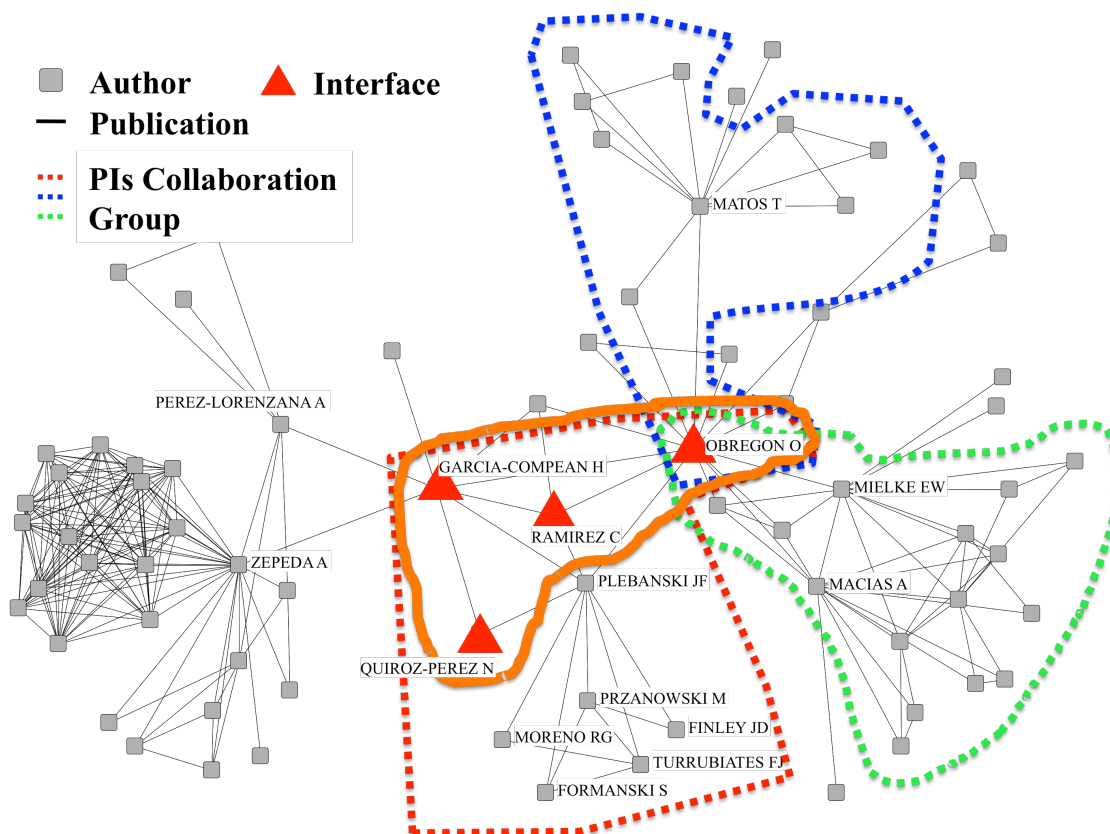 Author
Interface
Publication
PIs Collaboration
Group
MATOS T
PEREZ-LORENZANA A
OBREGON O
GARCIA-COMPEAN H
MIELKE EW
RAMIREZ C
ZEPEDA A
PLEBANSKI JF
MACIAS A
QUIROZ-PEREZ N
PRZANOWSKI M
FINLEY JD
MORENO RG
TURRUBIATES FJ
FORMANSKI S